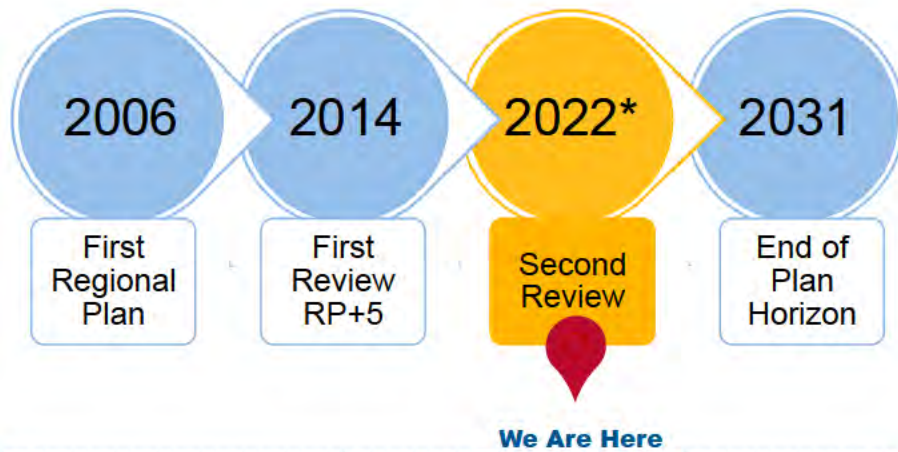 2006
2014
2022*
2031
First
Regional
Plan
First
Review
RP+5
Second
Review
End of
Plan
Horizon
We Are Here